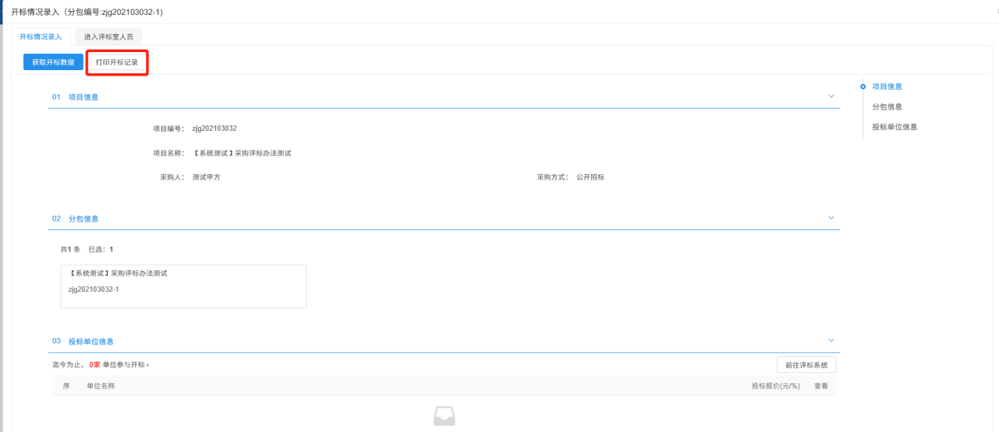 开标情况录入（分包编号:zjg202103032-1)
开标情况录入 进入评标室人员
获取开标数据 打印开标记录
01 项目信息
项目编号： zjg202103032
项目名称： 【系统测试】采购评标办法测试
采购人： 测试甲方 采购方式： 公开招标
02 分包信息
共1 条 已选：1
【系统测试】采购评标办法测试
zjg202103032-1
03 投标单位信息
迄今为止， 0家 单位参与开标。 前往评标系统
序 单位名称 投标报价(元/%) 查看
项目信息
分包信息
投标单位信息